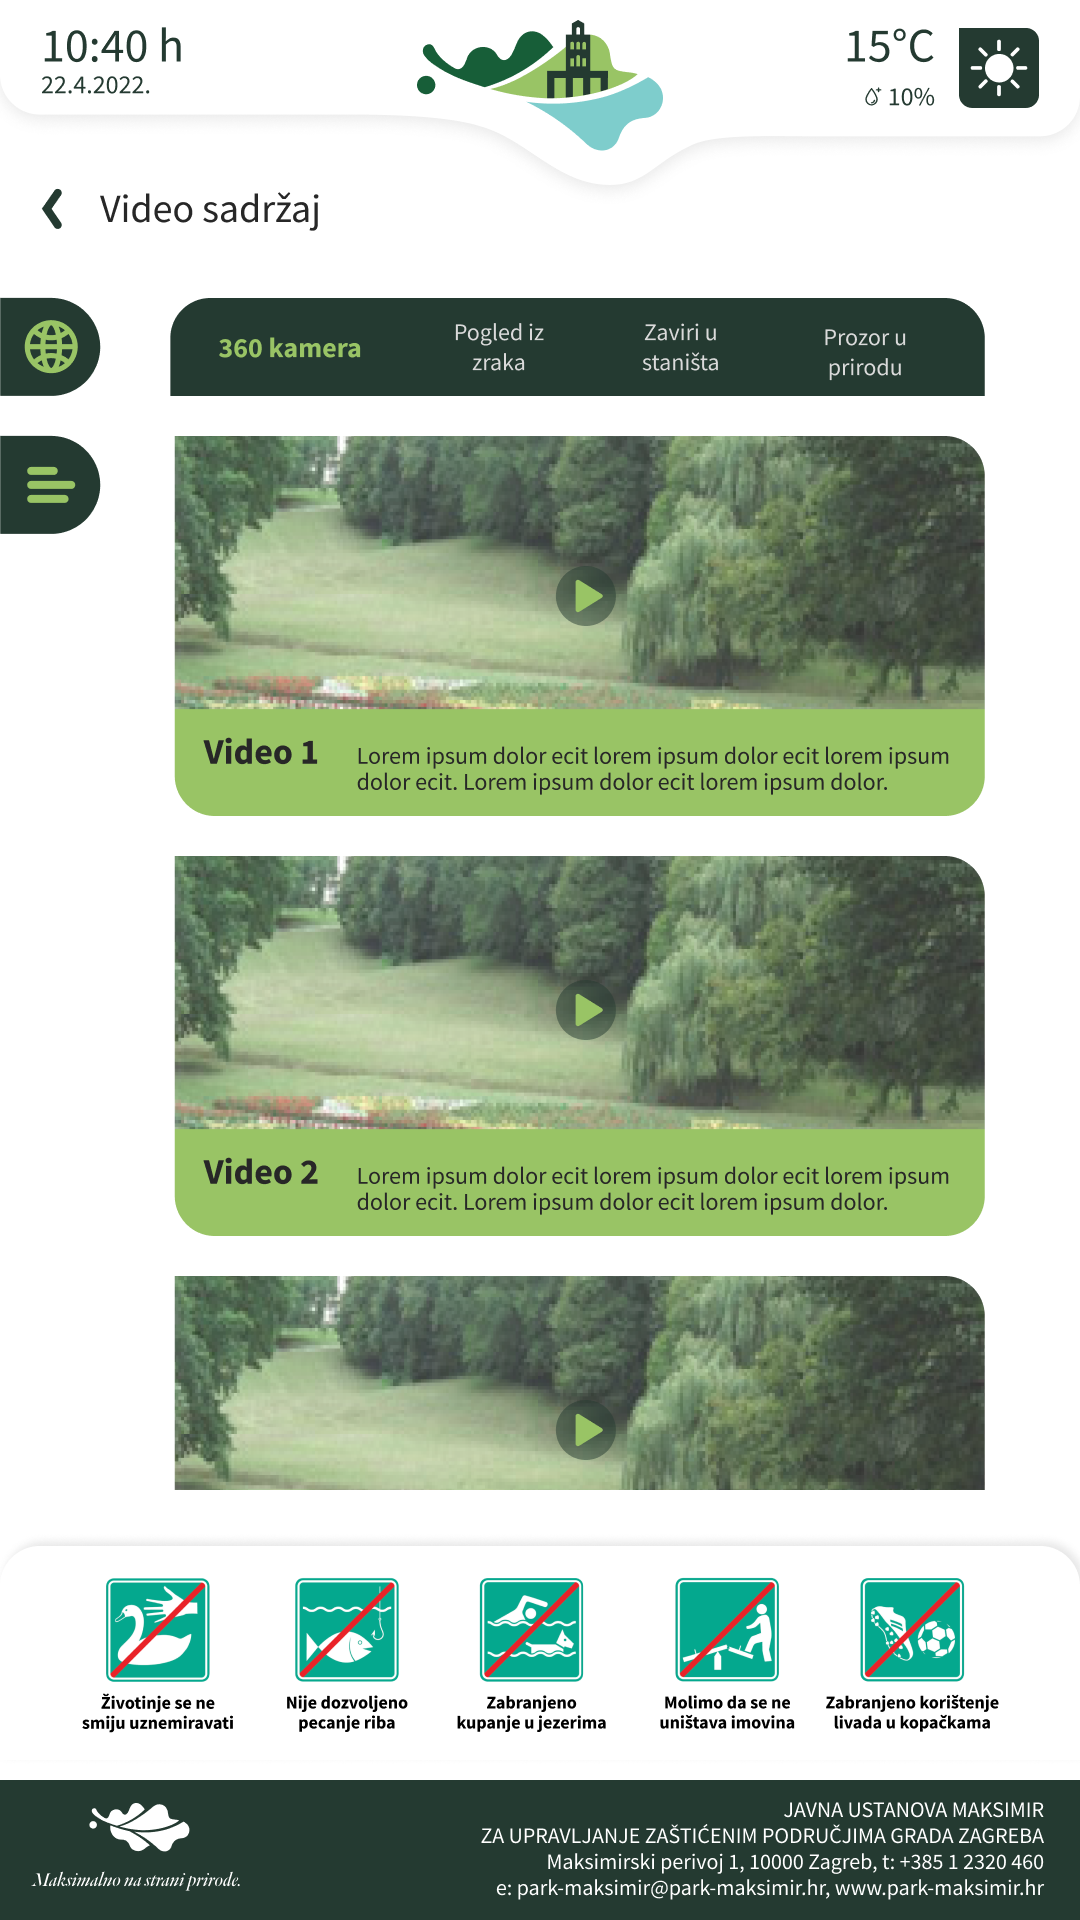 10:40 h
22.4.2022.
15°C
10%
Video sadržaj
360 kamera
Pogled iz
zraka
Zaviri u
staništa
Prozor u
prirodu
Video 1
Lorem ipsum dolor ecit lorem ipsum dolor ecit lorem ipsum
dolor ecit. Lorem ipsum dolor ecit lorem ipsum dolor.
Video 2
Lorem ipsum dolor ecit lorem ipsum dolor ecit lorem ipsum
dolor ecit. Lorem ipsum dolor ecit lorem ipsum dolor.
Životinje se ne
smiju uznemiravati
Nije dozvoljeno
pecanje riba
Zabranjeno
kupanje u jezerima
Molimo da se ne
uništava imovina
Zabranjeno korištenje
livada u kopačkama
Maksimalno na strani prirode.
JAVNA USTANOVA MAKSIMIR
ZA UPRAVLJANJE ZAŠTIĆENIM PODRUČJIMA GRADA ZAGREBA
Maksimirski perivoj 1, 10000 Zagreb, t: +385 1 2320 460
e: park-maksimir@park-maksimir.hr, www.park-maksimir.hr